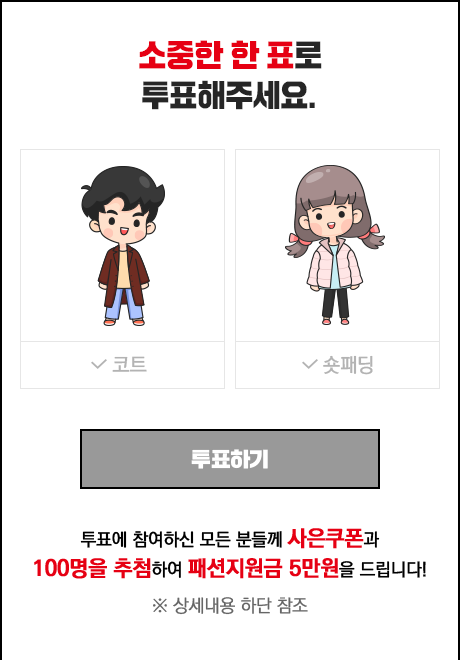 소중한 한 표로
투표해주세요.
코트
숏패딩
투표하기
투표에 참여하신 모든 분들께 사은쿠폰과
100명을 추첨하여 패션지원금 5만원을 드립니다!
※ 상세내용 하단 참조